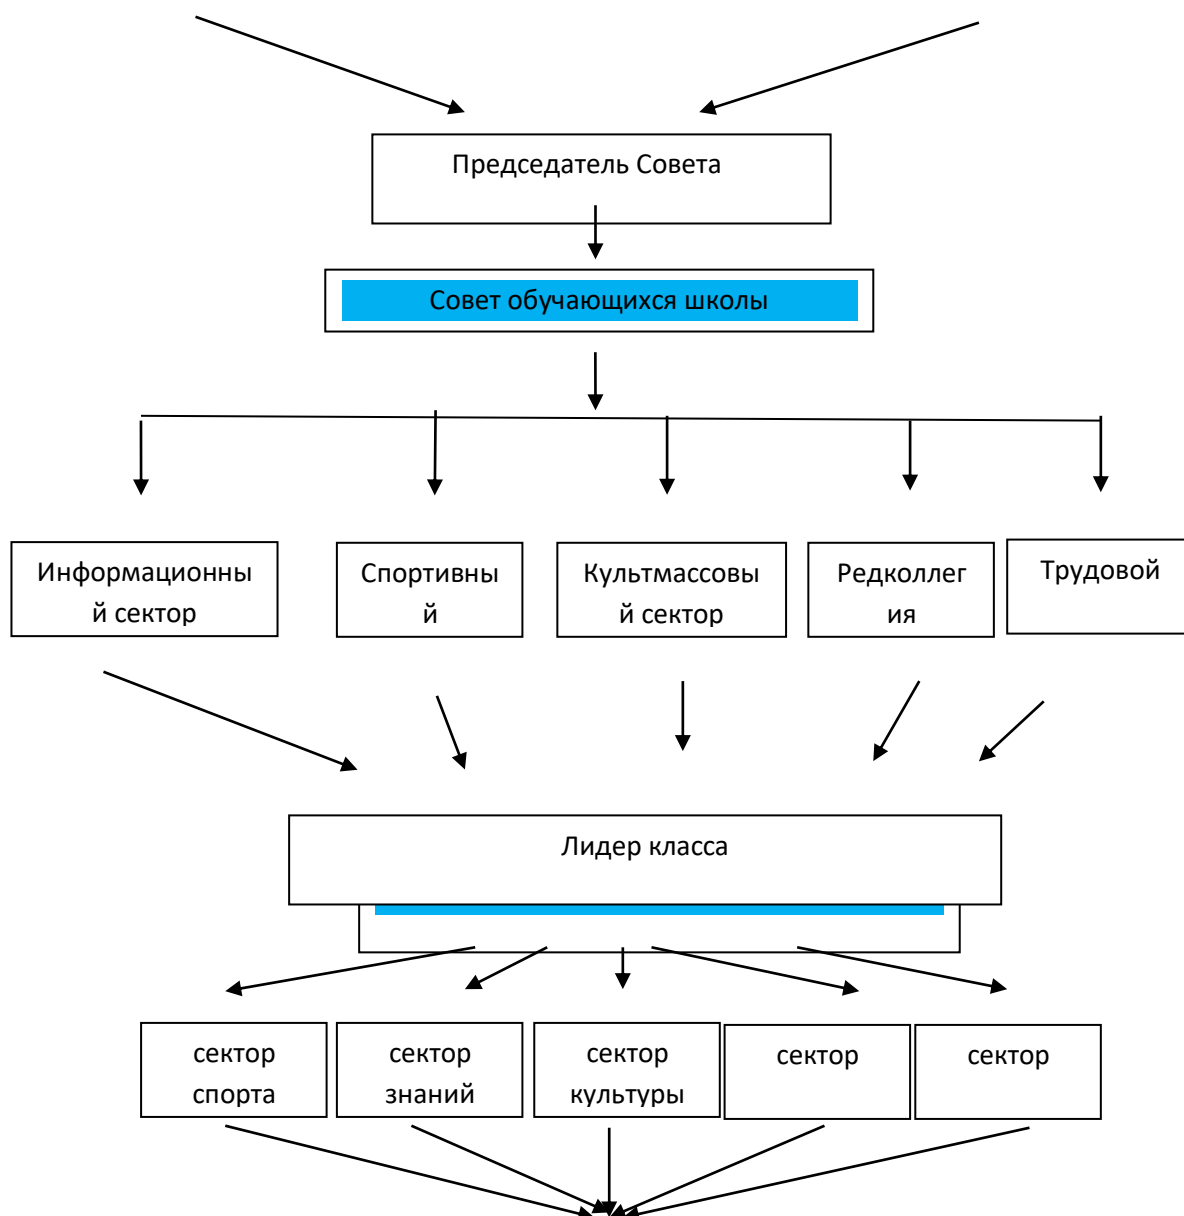 Председатель Совета
Совет обучающихся школы
Информационны
й сектор
Спортивны
й
Культмассовы
й сектор
Редколлег
ия
Трудовой
Лидер класса
сектор
спорта
сектор
знаний
сектор
культуры
сектор
сектор